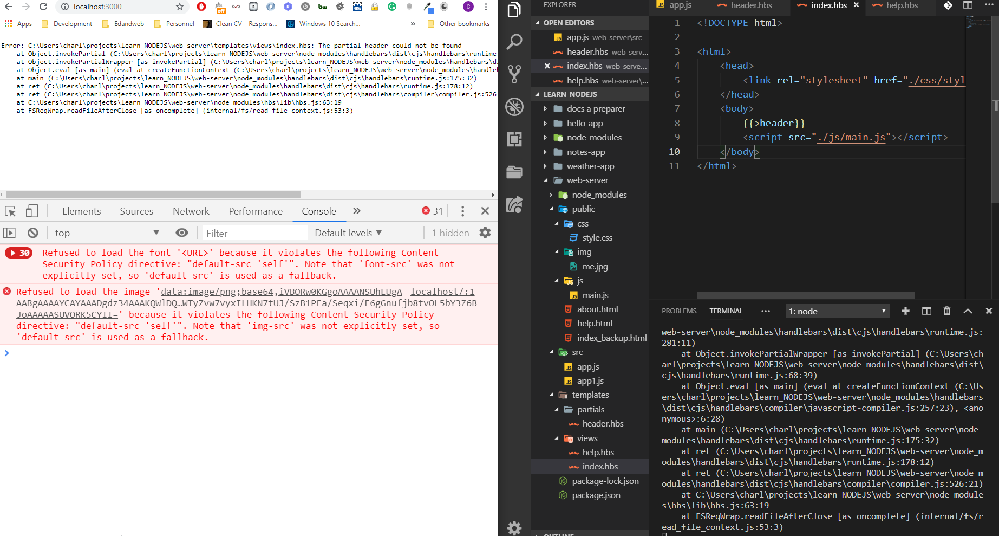 localhost:3000
off
NEW
bw
C
Apps
Development
Edandweb
Personnel
Clean CV – Respons...
Windows 10 Search...
»
Other bookmarks
Error: C:\Users\charl\projects\learn_NODEJS\web-server\templates\views\index.hbs: The partial header could not be found
at Object.invokePartial (C:\Users\charl\projects\learn_NODEJS\web-server\node_modules\handlebars\dist\cjs\handlebars\runtime
at Object.invokePartialWrapper [as invokePartial] (C:\Users\charl\projects\learn_NODEJS\web-server\node_modules\handlebars\di
at Object.eval [as main] (eval at createFunctionContext (C:\Users\charl\projects\learn_NODEJS\web-server\node_modules\handle
at main (C:\Users\charl\projects\learn_NODEJS\web-server\node_modules\handlebars\dist\cjs\handlebars\runtime.js:175:32)
at ret (C:\Users\charl\projects\learn_NODEJS\web-server\node_modules\handlebars\dist\cjs\handlebars\runtime.js:178:12)
at ret (C:\Users\charl\projects\learn_NODEJS\web-server\node_modules\handlebars\dist\cjs\handlebars\compiler\compiler.js:526
at C:\Users\charl\projects\learn_NODEJS\web-server\node_modules\hbs\lib\hbs.js:63:19
at FSReqWrap.readFileAfterClose [as oncomplete] (internal/fs/read_file_context.js:53:3)
Elements Sources Network Performance Console » 31
top Filter Default levels 1 hidden
30 Refused to load the font '<URL>' because it violates the following Content
Security Policy directive: "default-src 'self'". Note that 'font-src' was not
explicitly set, so 'default-src' is used as a fallback.
Refused to load the image 'data:image/png;base64,iVBORw0KGgoAAAANSUhEUgA localhost/:1
AABgAAAAYCAYAAADgdz34AAAKQWlDQ…WTyZvw7vyxILHKN7tUJ/SzB1PFa/Seqxi/E6gGnufjb8tvOL5bY3Z6B
JoAAAAASUVORK5CYII=' because it violates the following Content Security Policy
directive: "default-src 'self'". Note that 'img-src' was not explicitly set, so
'default-src' is used as a fallback.
EXPLORER
OPEN EDITORS
app.js web-server\src
header.hbs web-serv...
index.hbs web-serve...
help.hbs web-server\...
LEARN_NODEJS
docs a preparer
hello-app
node_modules
notes-app
weather-app
web-server
node_modules
public
css
style.css
img
me.jpg
js
main.js
about.html
help.html
index_backup.html
src
app.js
app1.js
templates
partials
header.hbs
views
help.hbs
index.hbs
package-lock.json
package.json
OUTLINE
app.js header.hbs index.hbs help.hbs
1 <!DOCTYPE html>
2
3 <html>
4 <head>
5 <link rel="stylesheet" href="./css/styl
6 </head>
7 <body>
8 {{>header}}
9 <script src="./js/main.js"></script>
10 </body>
11 </html>
PROBLEMS TERMINAL 1: node
web-server\node_modules\handlebars\dist\cjs\handlebars\runtime.js:
281:11)
at Object.invokePartialWrapper [as invokePartial] (C:\Users\ch
arl\projects\learn_NODEJS\web-server\node_modules\handlebars\dist\
cjs\handlebars\runtime.js:68:39)
at Object.eval [as main] (eval at createFunctionContext (C:\Us
ers\charl\projects\learn_NODEJS\web-server\node_modules\handlebars
\dist\cjs\handlebars\compiler\javascript-compiler.js:257:23), <ano
nymous>:6:28)
at main (C:\Users\charl\projects\learn_NODEJS\web-server\node_
modules\handlebars\dist\cjs\handlebars\runtime.js:175:32)
at ret (C:\Users\charl\projects\learn_NODEJS\web-server\node_m
odules\handlebars\dist\cjs\handlebars\runtime.js:178:12)
at ret (C:\Users\charl\projects\learn_NODEJS\web-server\node_m
odules\handlebars\dist\cjs\handlebars\compiler\compiler.js:526:21)
at C:\Users\charl\projects\learn_NODEJS\web-server\node_module
s\hbs\lib\hbs.js:63:19
at FSReqWrap.readFileAfterClose [as oncomplete] (internal/fs/r
ead_file_context.js:53:3)